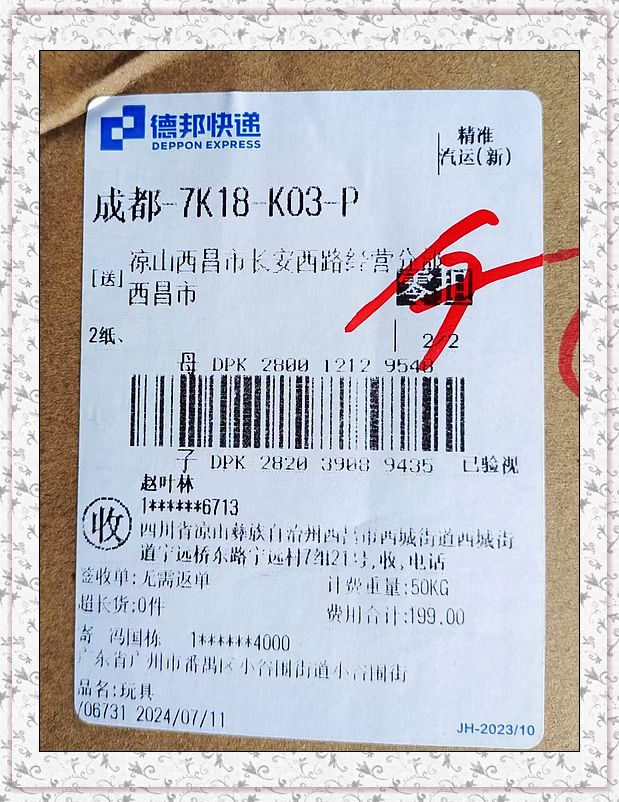 德邦快递
DEPPON EXPRESS
精准
汽运(新)
成都-7K18-K03-P
[送]
凉山西昌市长安西路经营分部
西昌市
2纸、
2/2
母 DPK 2800 1212 9548
子 DPK 2820 3908 9435 已验视
收
赵叶林
1******6713
四川省凉山彝族自治州西昌市西城街道西城街
道宁远桥东路宁远村7组21号,收,电话
签收单:无需返单
计费重量:50KG
超长货:0件
费用合计:199.00
寄 冯国栋 1******4000
广东省广州市番禺区小谷围街道小谷围街
品名:玩具
/06731 2024/07/11
JH-2023/10